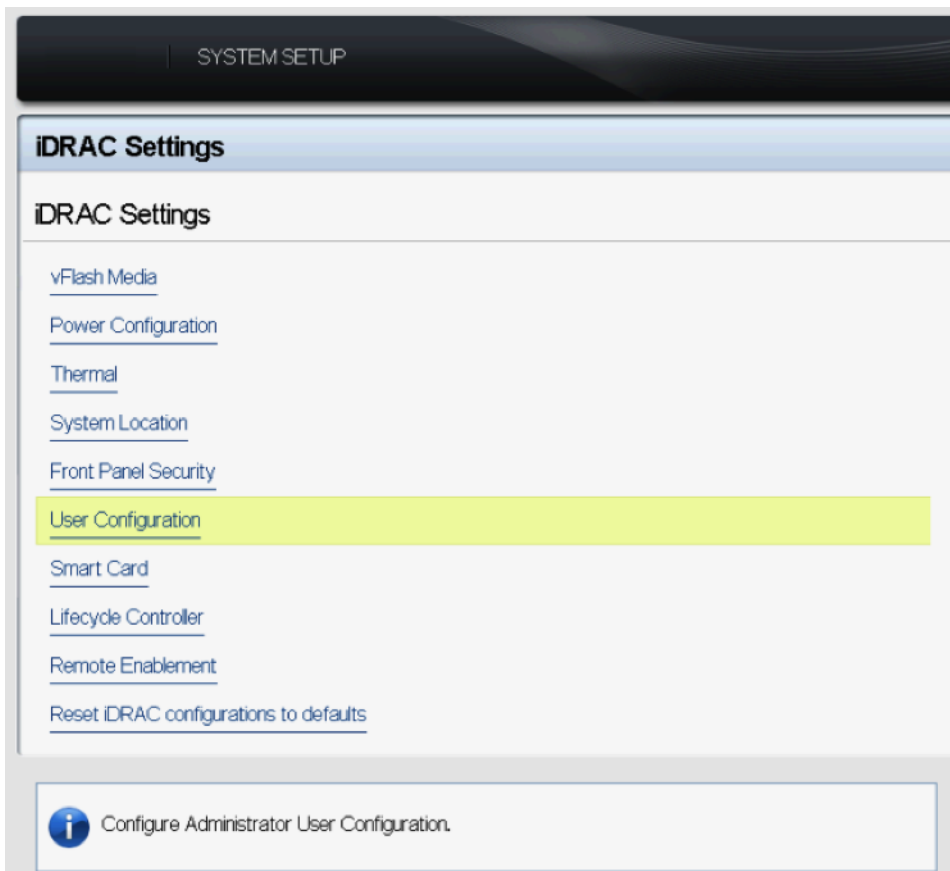 SYSTEM SETUP
iDRAC Settings
iDRAC Settings
vFlash Media
Power Configuration
Thermal
System Location
Front Panel Security
User Configuration
Smart Card
Lifecycle Controller
Remote Enablement
Reset iDRAC configurations to defaults
Configure Administrator User Configuration.